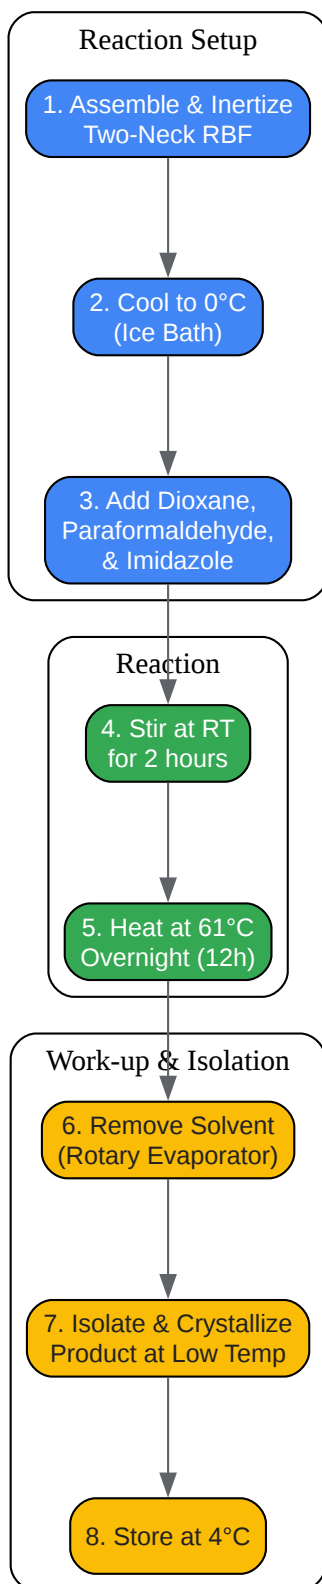 Reaction Setup
1. Assemble & Inertize
Two-Neck RBF
2. Cool to 0°C
(Ice Bath)
3. Add Dioxane,
Paraformaldehyde,
& Imidazole
Reaction
4. Stir at RT
for 2 hours
5. Heat at 61°C
Overnight (12h)
Work-up & Isolation
6. Remove Solvent
(Rotary Evaporator)
7. Isolate & Crystallize
Product at Low Temp
8. Store at 4°C